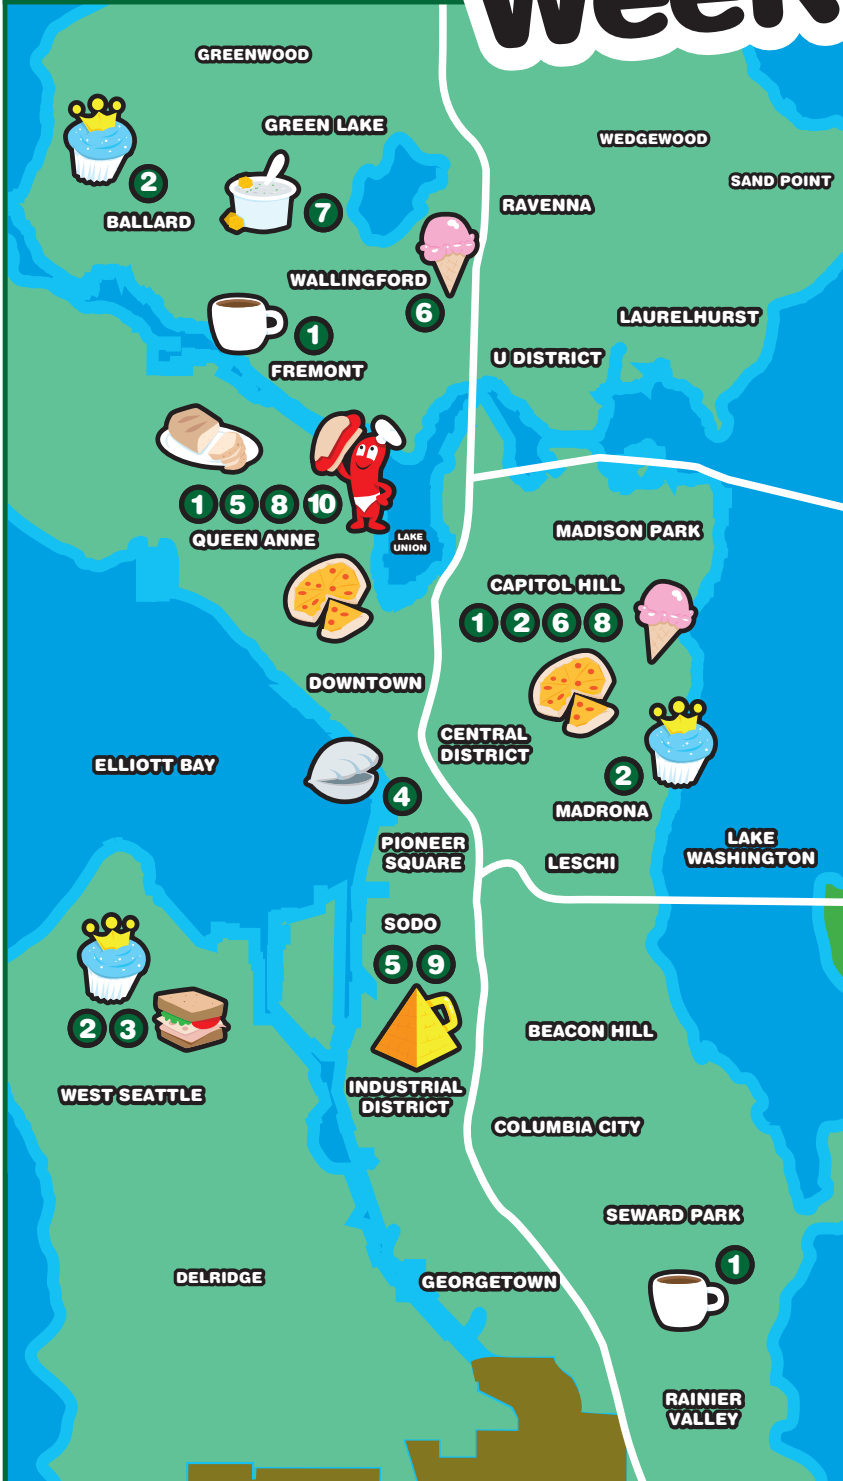 WEEK
GREENWOOD
GREEN LAKE
WEDGEWOOD
2
SAND POINT
BALLARD
7
RAVENNA
WALLINGFORD
6
LAURELHURST
1
FREMONT
U DISTRICT
1 5 8 10
QUEEN ANNE
LAKE
UNION
MADISON PARK
CAPITOL HILL
1 2 6 8
DOWNTOWN
CENTRAL
DISTRICT
ELLIOTT BAY
2
4
MADRONA
PIONEER
SQUARE
LESCHI
LAKE
WASHINGTON
SODO
5 9
2 3
BEACON HILL
WEST SEATTLE
INDUSTRIAL
DISTRICT
COLUMBIA CITY
SEWARD PARK
1
DELRIDGE
GEORGETOWN
RAINIER
VALLEY